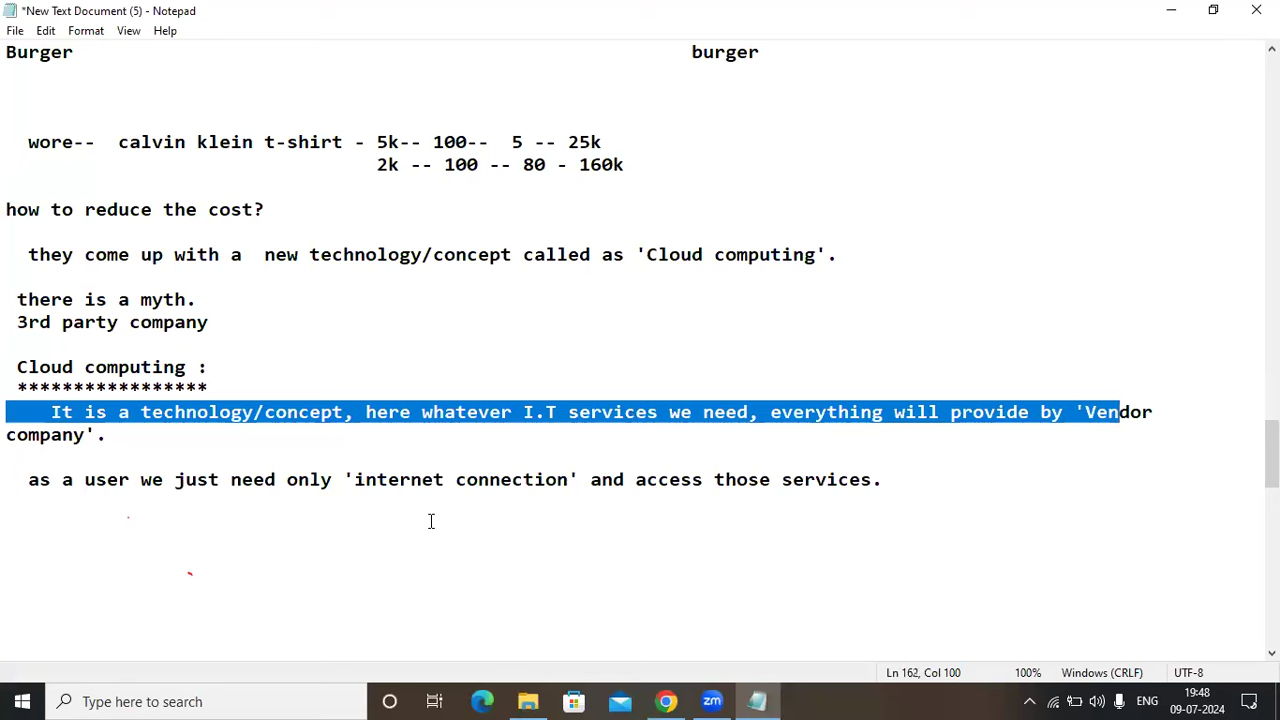 *New Text Document (5) - Notepad
File Edit Format View Help
Burger burger
wore-- calvin klein t-shirt - 5k-- 100-- 5 -- 25k
2k -- 100 -- 80 - 160k
how to reduce the cost?
they come up with a new technology/concept called as 'Cloud computing'.
there is a myth.
3rd party company
Cloud computing :
*****************
It is a technology/concept, here whatever I.T services we need, everything will provide by 'Vendor
company'.
as a user we just need only 'internet connection' and access those services.
Ln 162, Col 100 100% Windows (CRLF) UTF-8
Type here to search ENG 19:48
09-07-2024